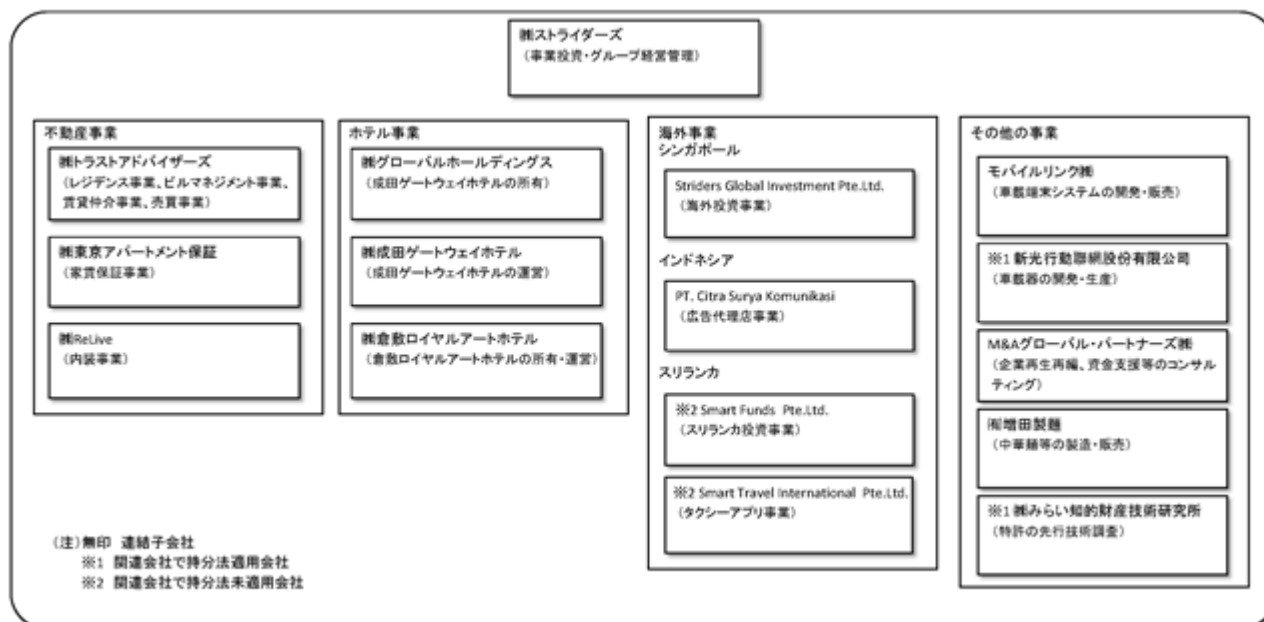 ㈱ストライダーズ
（事業投資・グループ経営管理）
不動産事業
㈱トラストアドバイザーズ
（レジデンス事業、ビルマネジメント事業、
賃貸仲介事業、売買事業）
㈱東京アパートメント保証
（家賃保証事業）
㈱ReLive
（内装事業）
ホテル事業
㈱グローバルホールディングス
（成田ゲートウェイホテルの所有）
㈱成田ゲートウェイホテル
（成田ゲートウェイホテルの運営）
㈱倉敷ロイヤルアートホテル
（倉敷ロイヤルアートホテルの所有・運営）
海外事業
シンガポール
Striders Global Investment Pte.Ltd.
（海外投資事業）
インドネシア
PT. Citra Surya Komunikasi
（広告代理店事業）
スリランカ
※2 Smart Funds Pte.Ltd.
（スリランカ投資事業）
※2 Smart Travel International Pte.Ltd.
（タクシーアプリ事業）
その他の事業
モバイルリンク㈱
（車載端末システムの開発・販売）
※1 新光行動聯網股份有限公司
（車載器の開発・生産）
M&Aグローバル・パートナーズ㈱
（企業再生再編、資金支援等のコンサル
ティング）
㈲増田製麺
（中華麺等の製造・販売）
※1 ㈱みらい知的財産技術研究所
（特許の先行技術調査）
（注）無印 連結子会社
※1 関連会社で持分法適用会社
※2 関連会社で持分法未適用会社